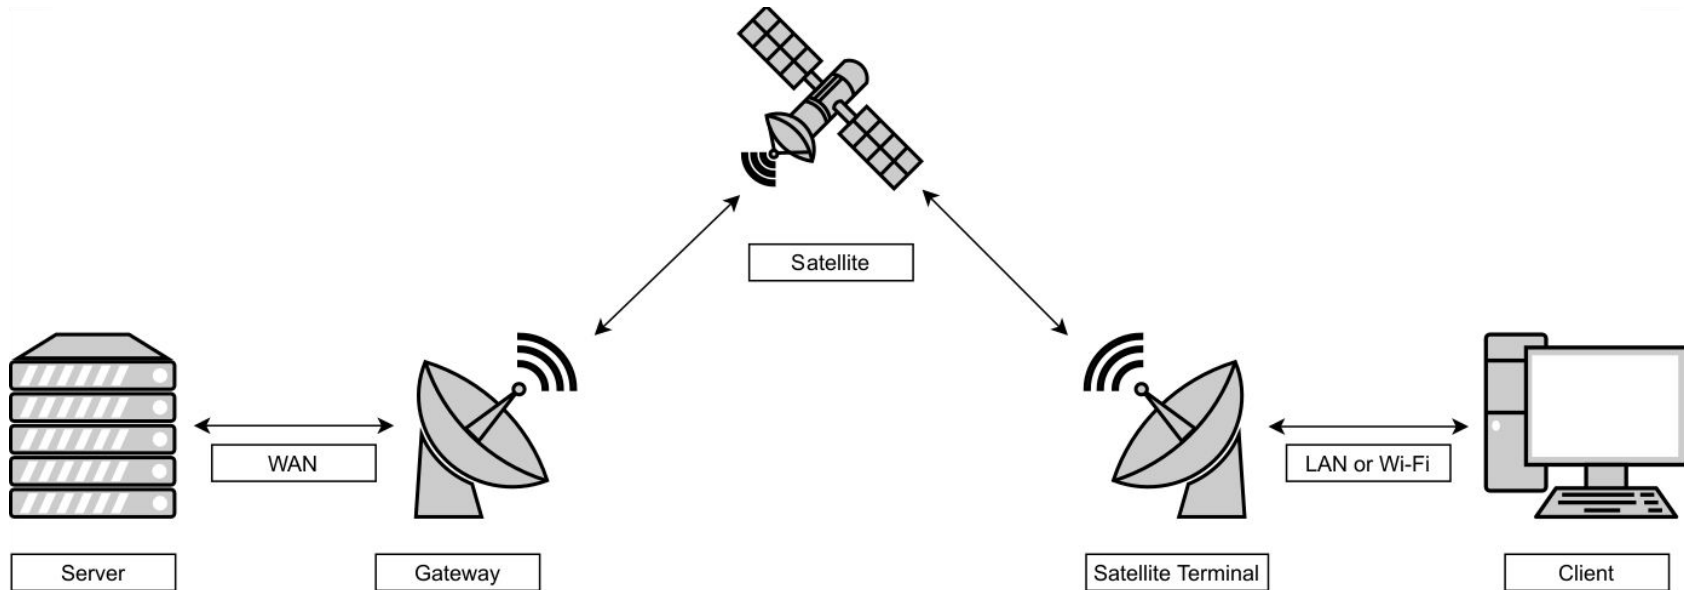 Satellite
WAN
LAN or Wi-Fi
Server
Gateway
Satellite Terminal
Client